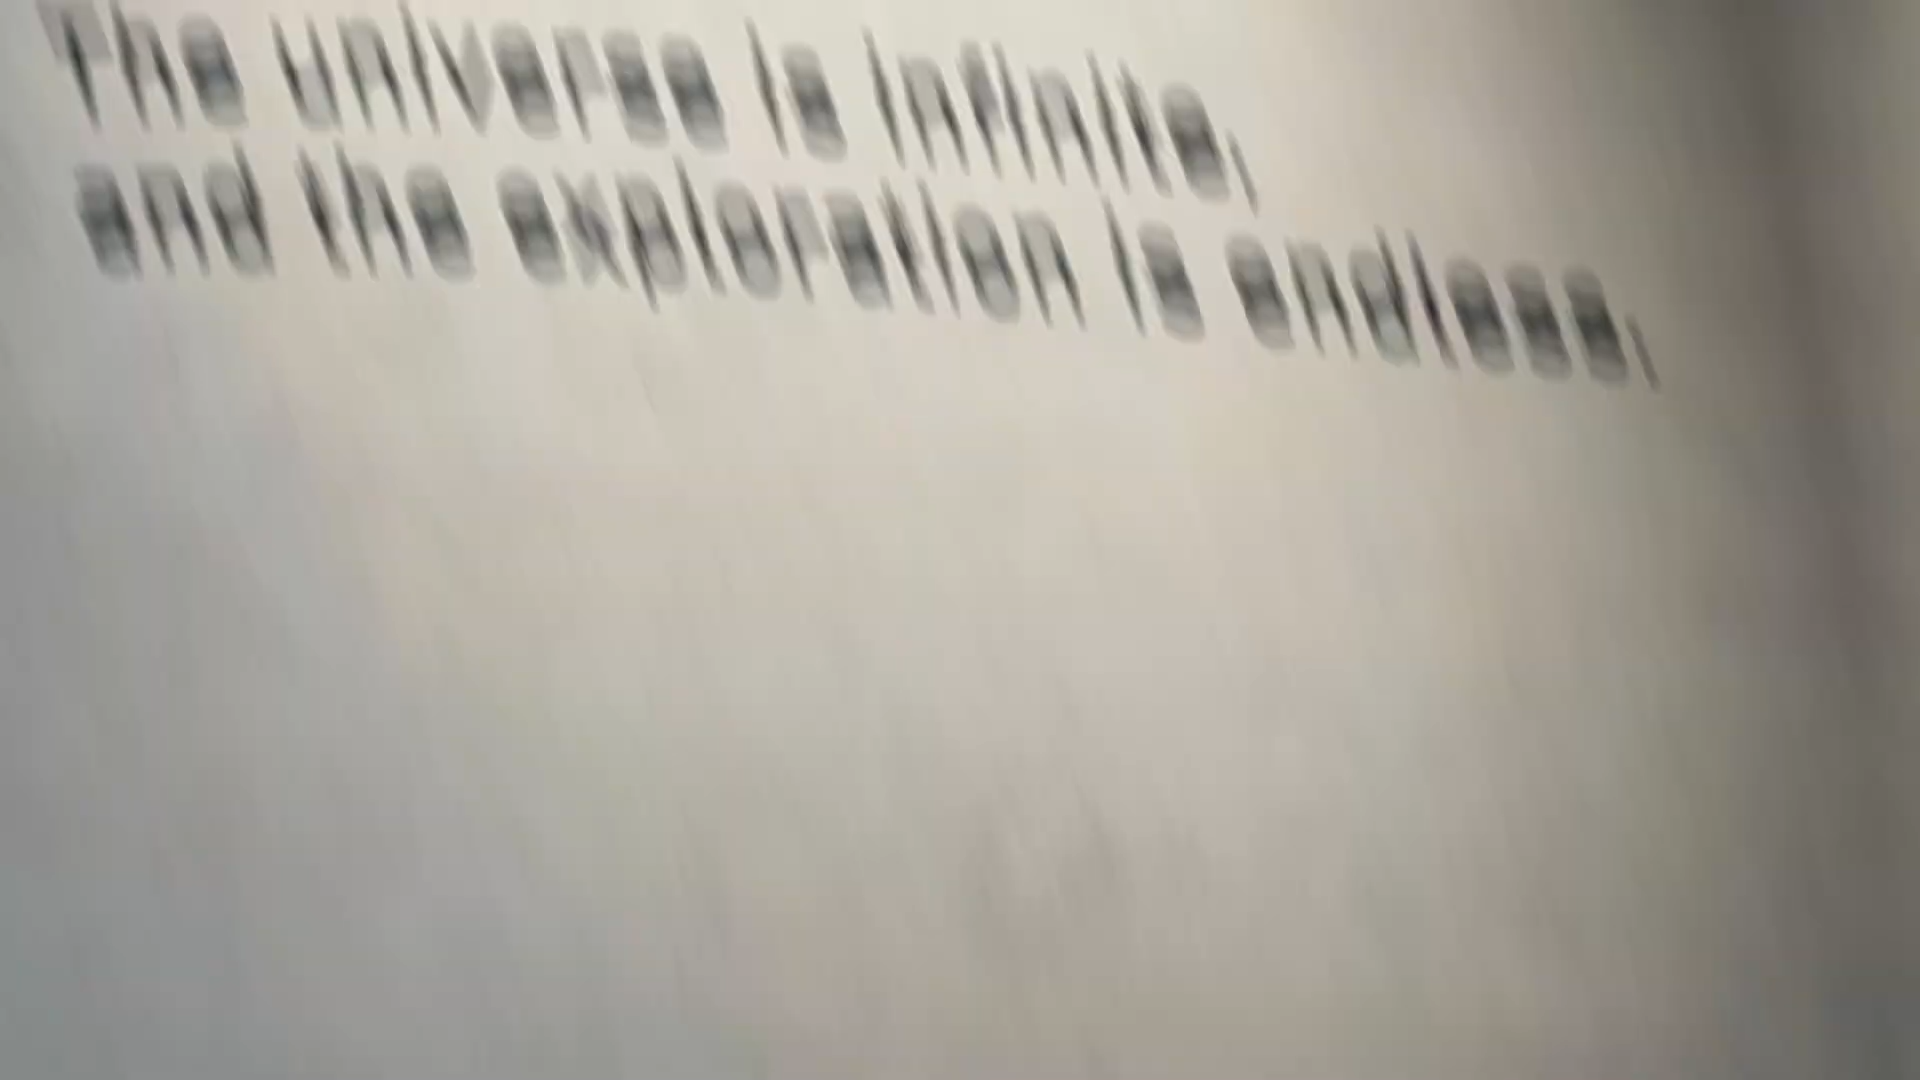 The universe is infinite,
and the exploration is endless,